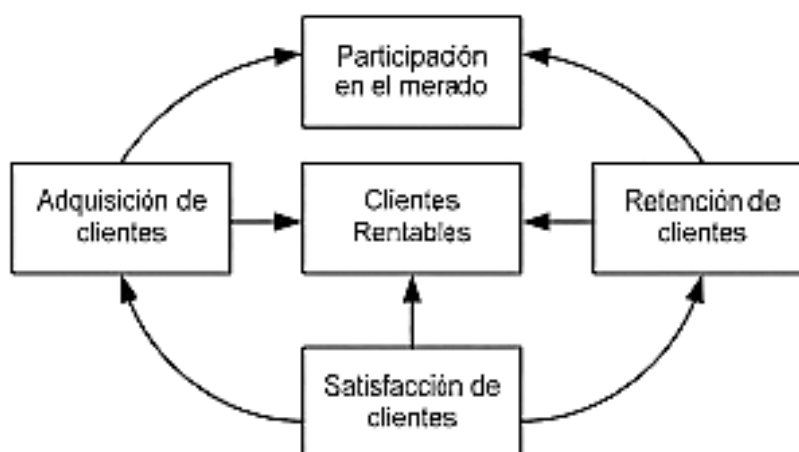 Participación
en el merado
Adquisición de
clientes
Clientes
Rentables
Retención de
clientes
Satisfacción de
clientes